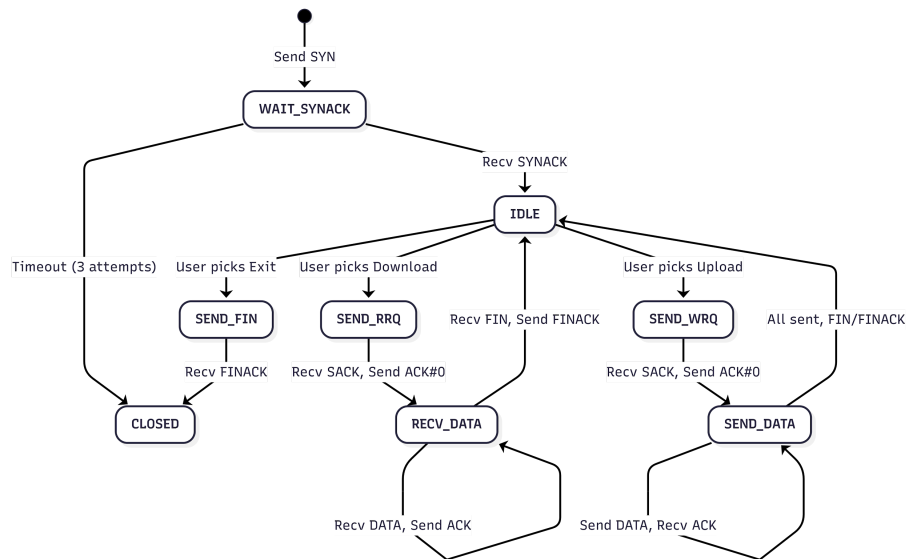 Send SYN
WAIT_SYNACK
Recv SYNACK
IDLE
Timeout (3 attempts)
User picks Exit
User picks Download
User picks Upload
SEND_FIN
SEND_RRQ
Recv FIN, Send FINACK
SEND_WRQ
All sent, FIN/FINACK
Recv FINACK
Recv SACK, Send ACK#0
Recv SACK, Send ACK#0
CLOSED
RECV_DATA
SEND_DATA
Recv DATA, Send ACK
Send DATA, Recv ACK